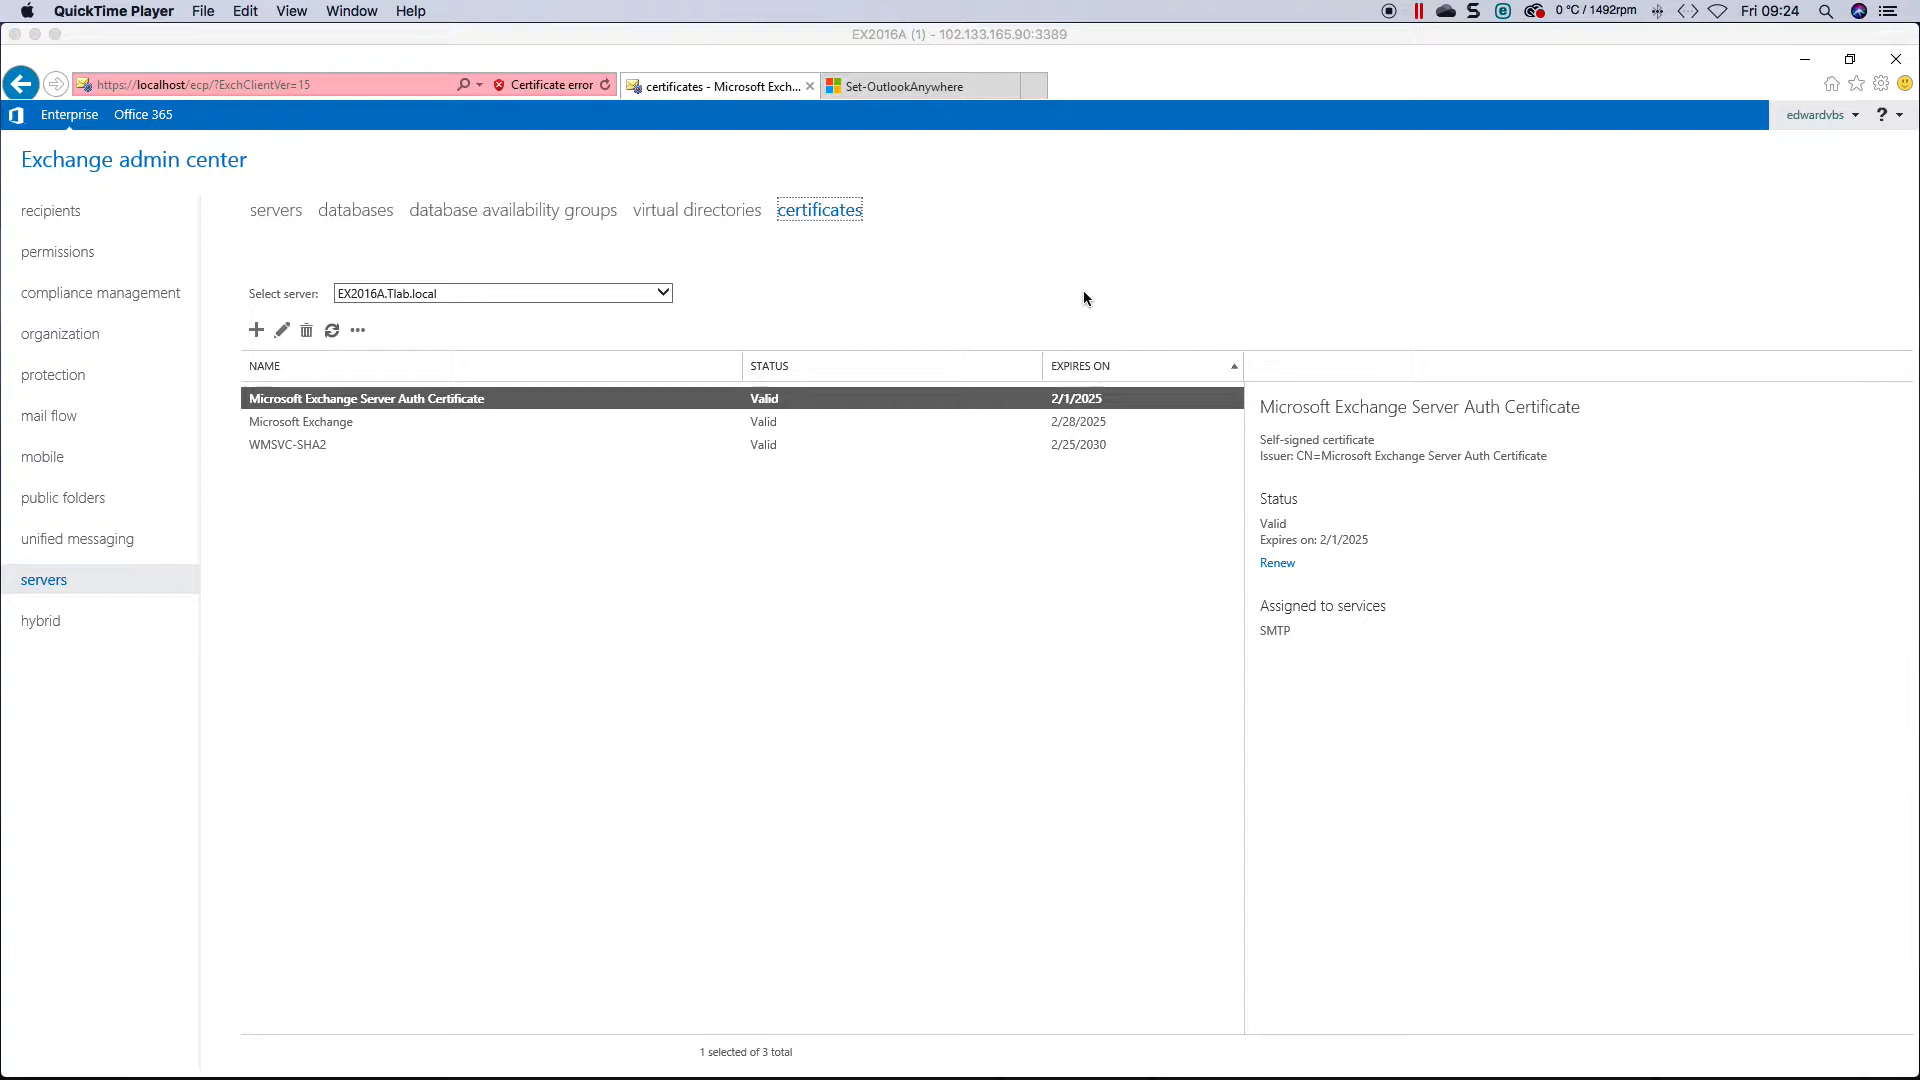 QuickTime Player File Edit View Window Help 0 °C / 1492rpm Fri 09:24
EX2016A (1) - 102.133.165.90:3389
https://localhost/ecp/?ExchClientVer=15 Certificate error certificates - Microsoft Exch... Set-OutlookAnywhere
Enterprise Office 365 edwardvbs ?
Exchange admin center
recipients
permissions
compliance management
organization
protection
mail flow
mobile
public folders
unified messaging
servers
hybrid
servers databases database availability groups virtual directories certificates
Select server: EX2016A.Tlab.local
NAME STATUS EXPIRES ON
Microsoft Exchange Server Auth Certificate Valid 2/1/2025
Microsoft Exchange Valid 2/28/2025
WMSVC-SHA2 Valid 2/25/2030
Microsoft Exchange Server Auth Certificate
Self-signed certificate
Issuer: CN=Microsoft Exchange Server Auth Certificate
Status
Valid
Expires on: 2/1/2025
Renew
Assigned to services
SMTP
1 selected of 3 total